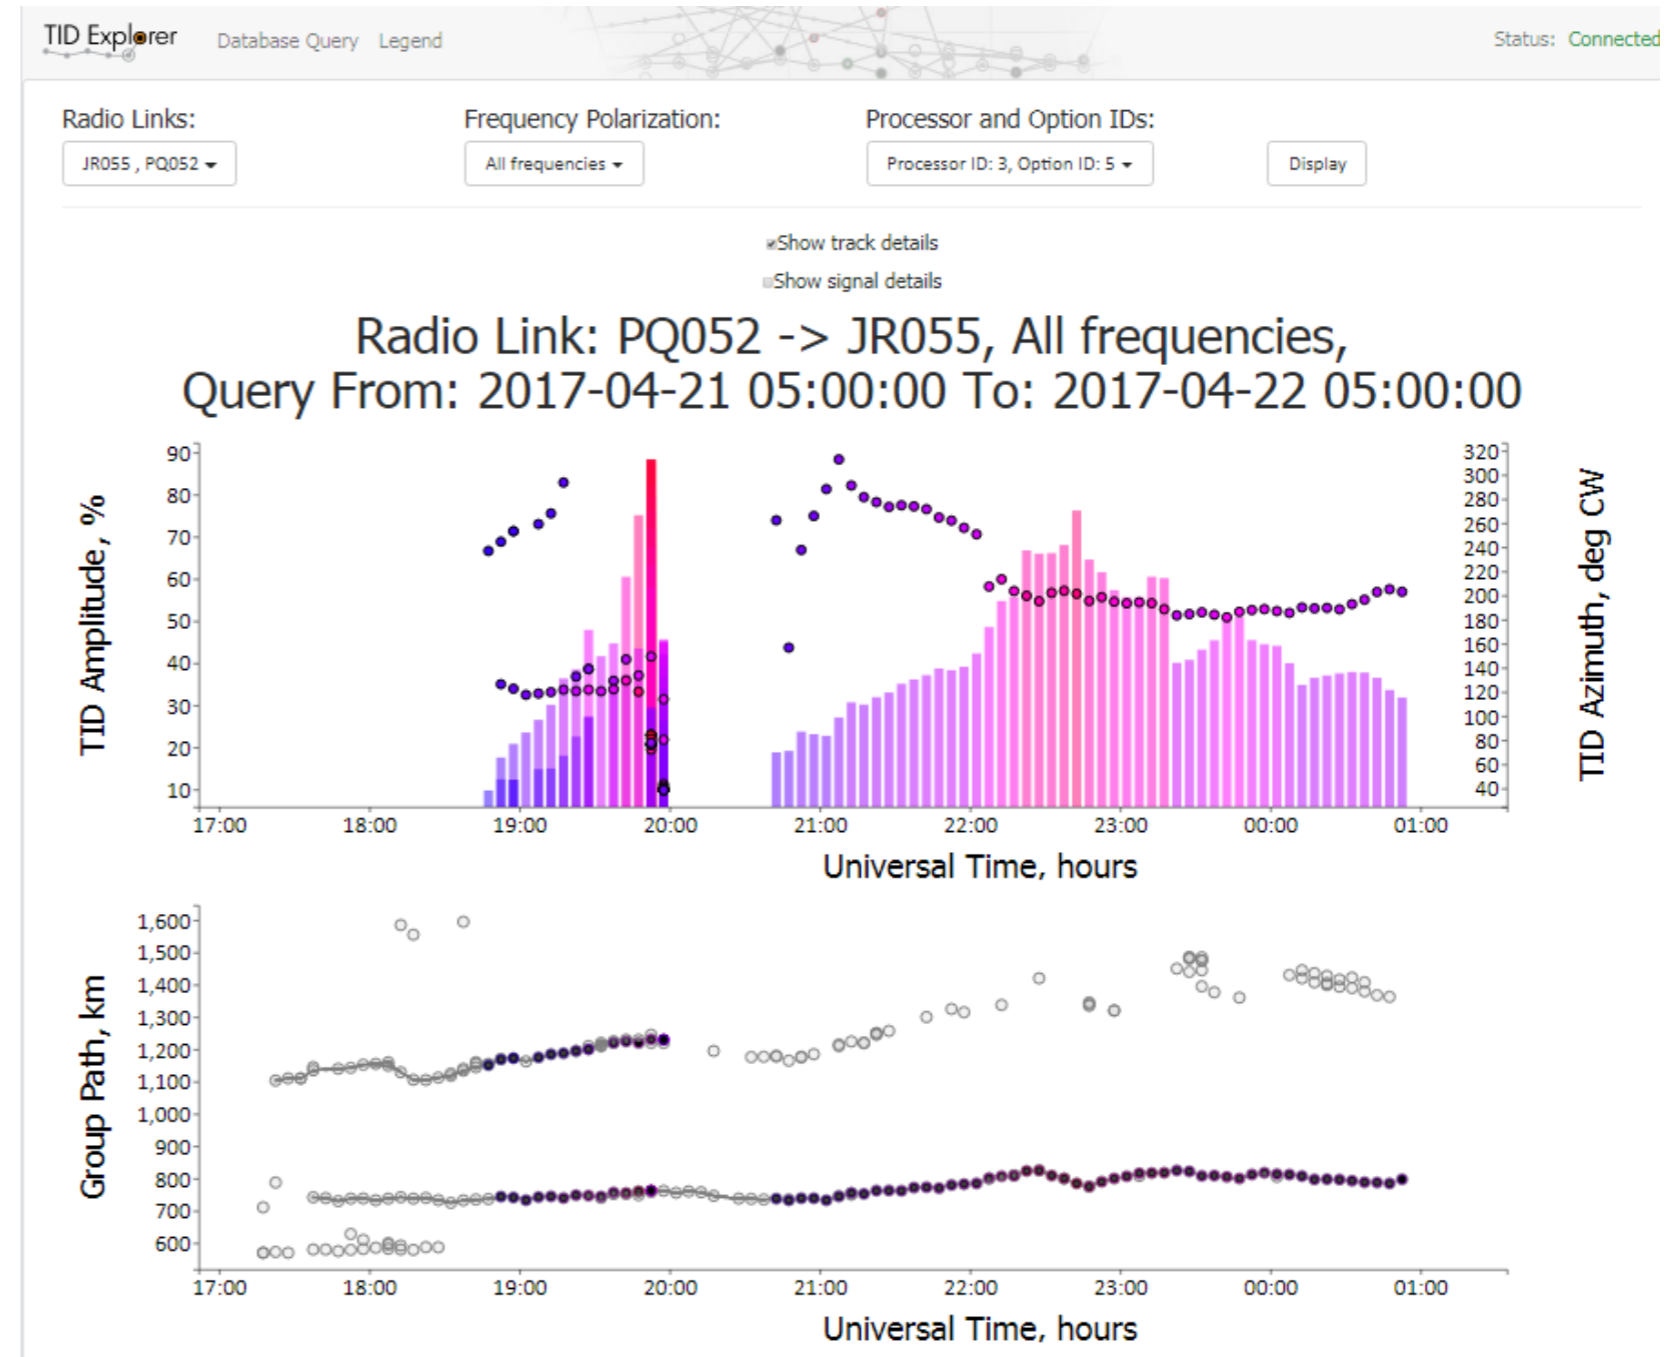 TID Explorer Database Query Legend Status: Connected
Radio Links: Frequency Polarization: Processor and Option IDs:
JR055 , PQ052 All frequencies Processor ID: 3, Option ID: 5 Display
Show track details
Show signal details
Radio Link: PQ052 -> JR055, All frequencies,
Query From: 2017-04-21 05:00:00 To: 2017-04-22 05:00:00
TID Amplitude, %
90
80
70
60
50
40
30
20
10
320
300
280
260
240
220
200
180
160
140
120
100
80
60
40
TID Azimuth, deg CW
17:00 18:00 19:00 20:00 21:00 22:00 23:00 00:00 01:00
Universal Time, hours
Group Path, km
1,600
1,500
1,400
1,300
1,200
1,100
1,000
900
800
700
600
17:00 18:00 19:00 20:00 21:00 22:00 23:00 00:00 01:00
Universal Time, hours